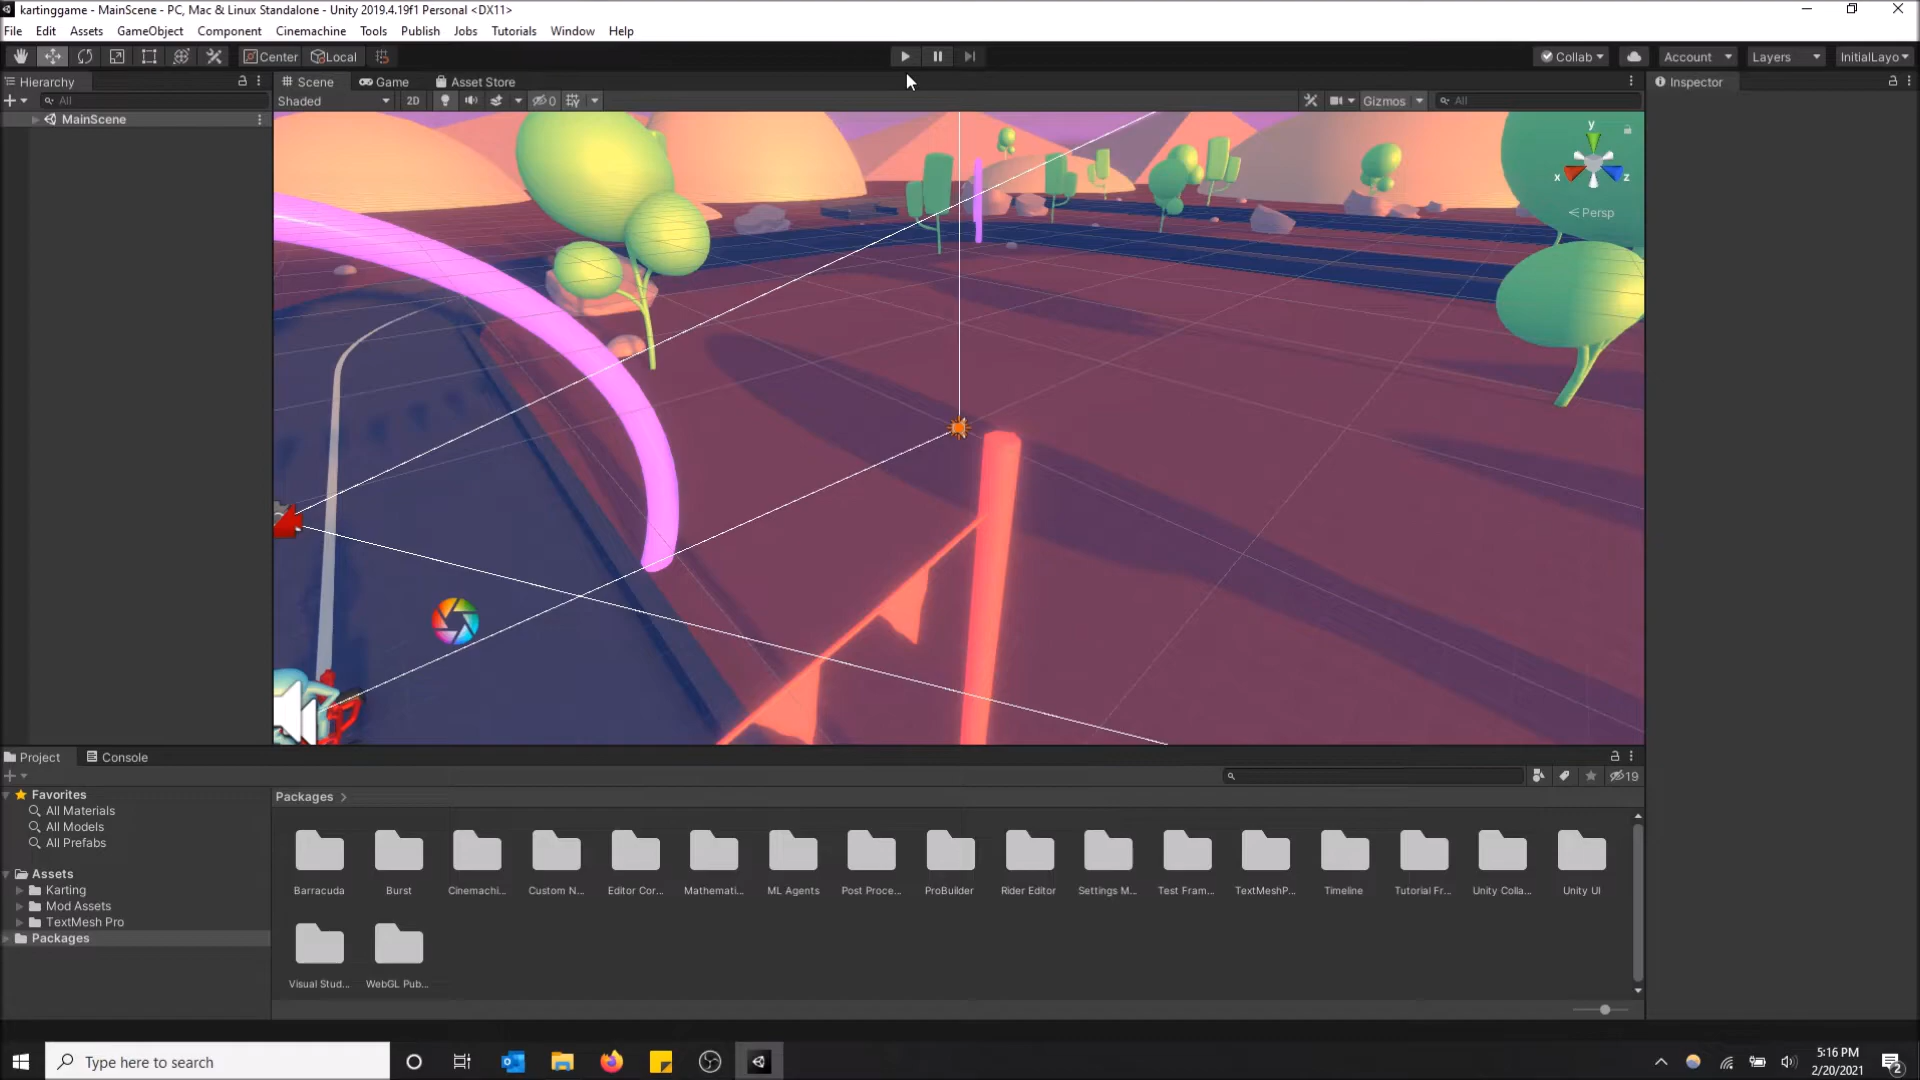 kartinggame - MainScene - PC, Mac & Linux Standalone - Unity 2019.4.19f1 Personal <DX11>
File Edit Assets GameObject Component Cinemachine Tools Publish Jobs Tutorials Window Help
Center Local Collab Account Layers InitialLayo
Hierarchy Scene Game Asset Store Inspector
All Shaded 2D 0 Gizmos All
MainScene
y
x z
Persp
Project Console
19
Favorites Packages
All Materials
All Models
All Prefabs
Assets
Karting
Mod Assets
TextMesh Pro
Packages
Barracuda Burst Cinemachi... Custom N... Editor Cor... Mathemati... ML Agents Post Proce... ProBuilder Rider Editor Settings M... Test Fram... TextMeshP... Timeline Tutorial Fr... Unity Colla... Unity UI
Visual Stud... WebGL Pub...
Type here to search
5:16 PM
2/20/2021
2